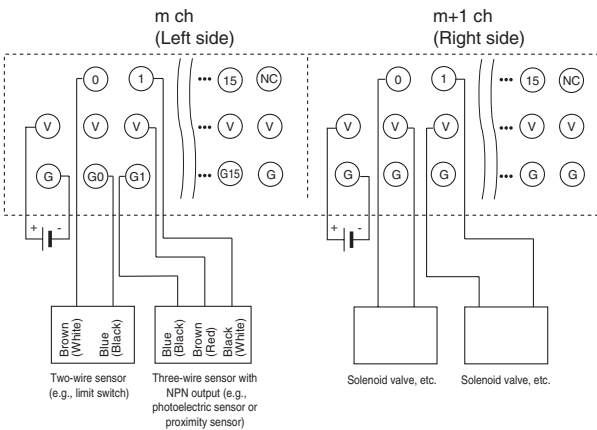 m ch
(Left side)
m+1 ch
(Right side)
0 1 ••• 15 NC
0 1 ••• 15 NC
V V V ••• V V
V V V ••• V V
G G0 G1 ••• G15 G
G G G ••• G G
+ -
+ -
Brown
(White)
Blue
(Black)
Blue
(Black)
Brown
(Red)
Black
(White)
Two-wire sensor
(e.g., limit switch)
Three-wire sensor with
NPN output (e.g.,
photoelectric sensor or
proximity sensor)
Solenoid valve, etc.
Solenoid valve, etc.